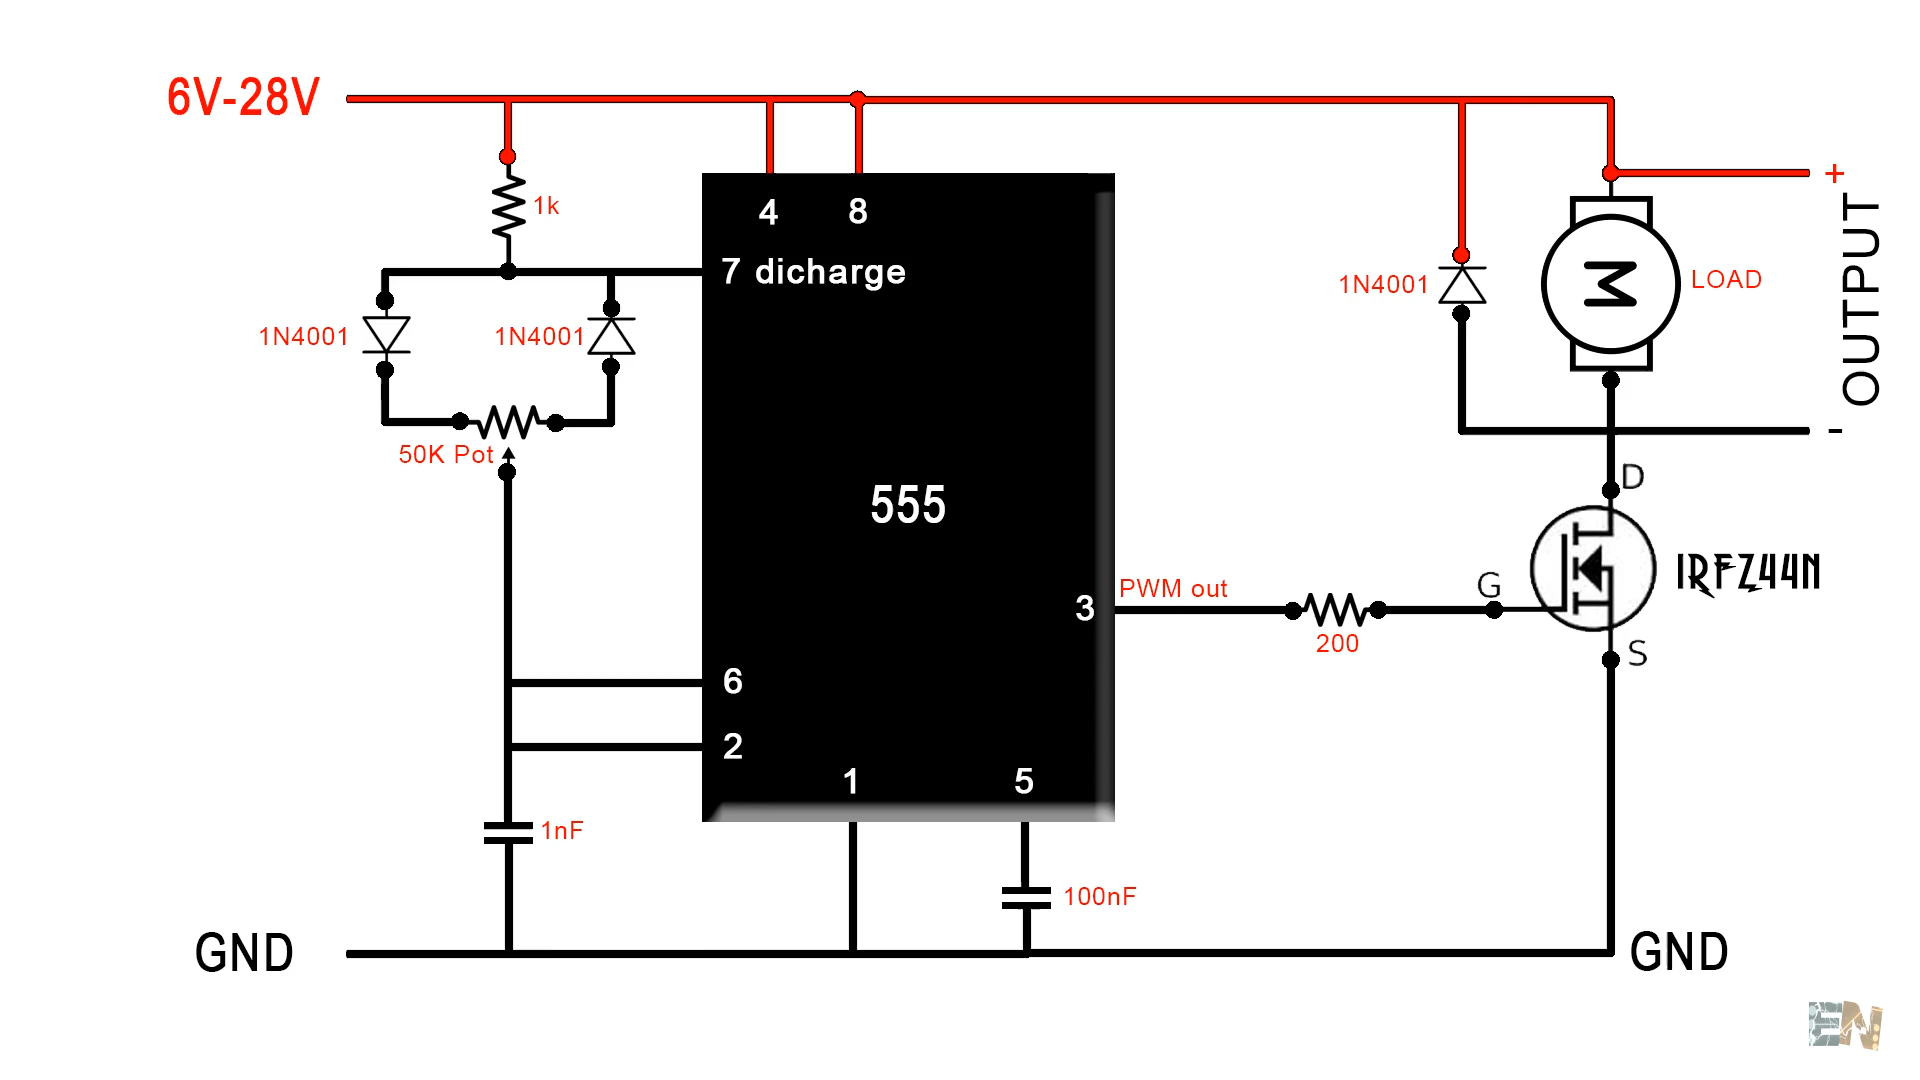 6V-28V
+
4
8
1k
7 dicharge
1N4001
1N4001
1N4001
LOAD
OUTPUT
50K Pot
-
D
555
PWM out
G
IRFZ44N
3
200
S
6
2
1
5
1nF
100nF
GND
GND
M
EN